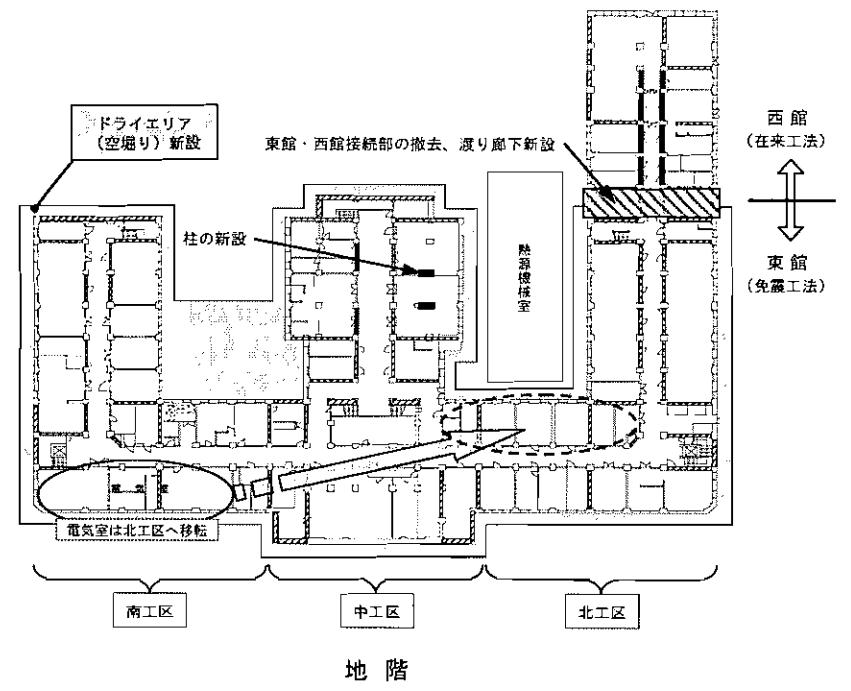 ドライエリア
(空堀り)新設
東館・西館接続部の撤去、渡り廊下新設
西館
(在来工法)
柱の新設
熱源機械室
東館
(免震工法)
電気室
電気室は北工区へ移転
南工区
中工区
北工区
地階